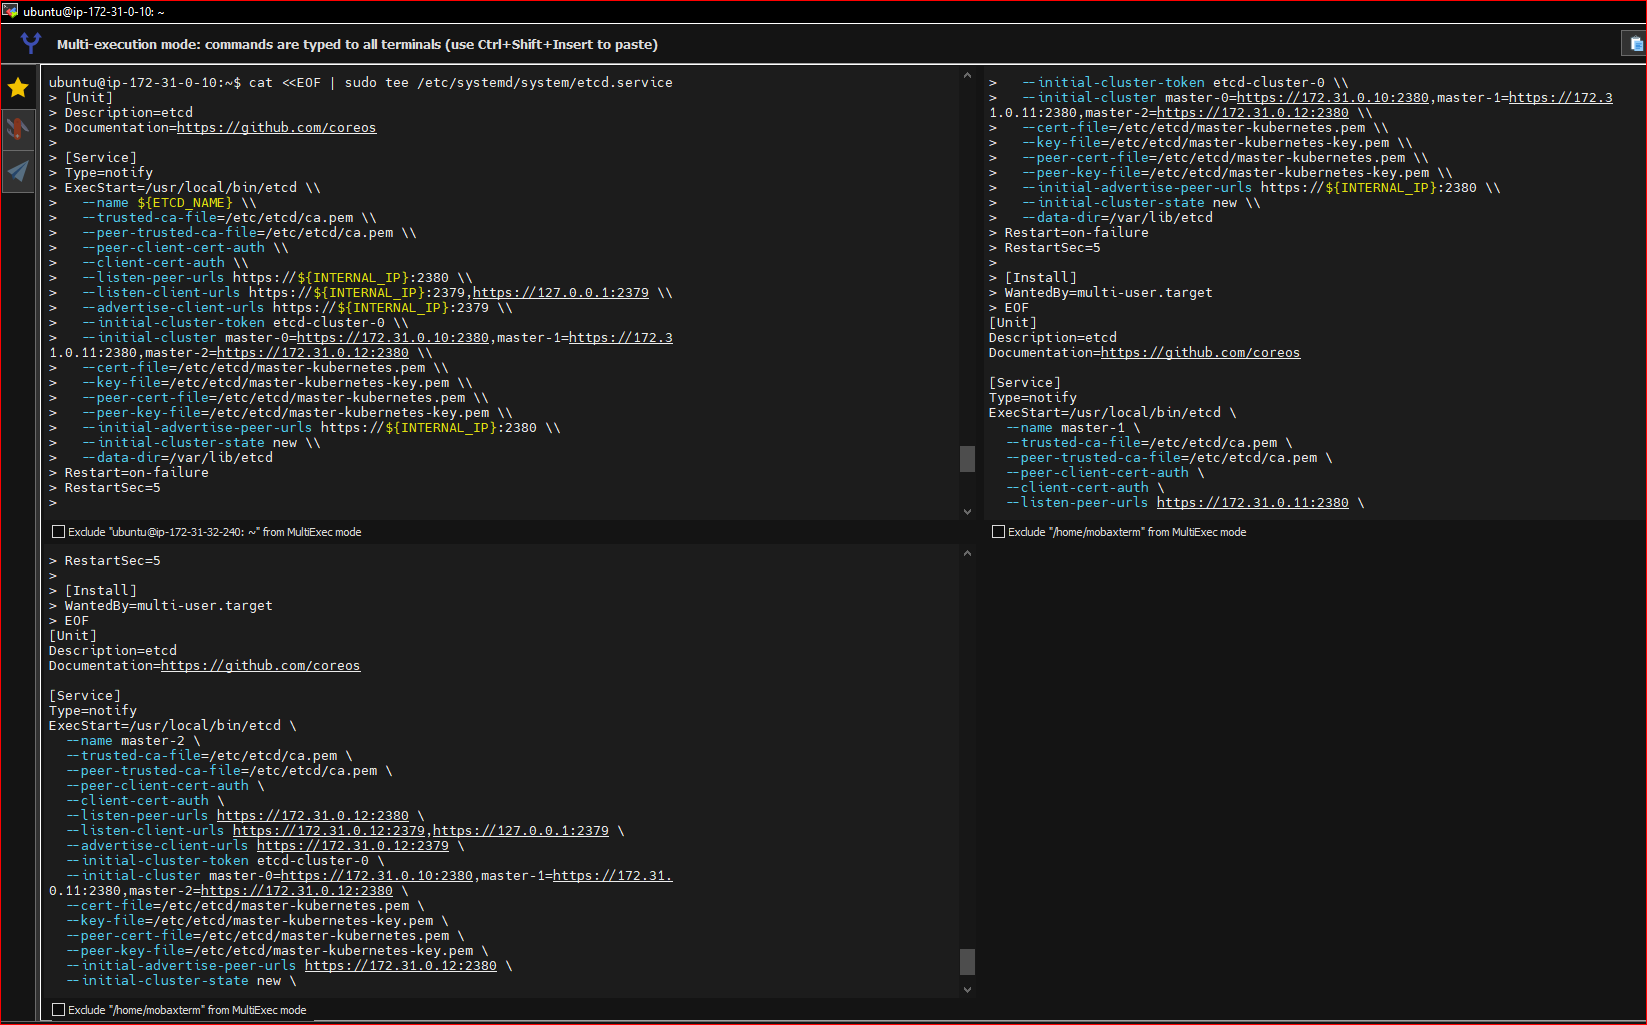 ubuntu@ip-172-31-0-10: ~
Multi-execution mode: commands are typed to all terminals (use Ctrl+Shift+Insert to paste)
ubuntu@ip-172-31-0-10:~$ cat <<EOF | sudo tee /etc/systemd/system/etcd.service
> [Unit]
> Description=etcd
> Documentation=https://github.com/coreos
>
> [Service]
> Type=notify
> ExecStart=/usr/local/bin/etcd \\
>   --name ${ETCD_NAME} \\
>   --trusted-ca-file=/etc/etcd/ca.pem \\
>   --peer-trusted-ca-file=/etc/etcd/ca.pem \\
>   --peer-client-cert-auth \\
>   --client-cert-auth \\
>   --listen-peer-urls https://${INTERNAL_IP}:2380 \\
>   --listen-client-urls https://${INTERNAL_IP}:2379,https://127.0.0.1:2379 \\
>   --advertise-client-urls https://${INTERNAL_IP}:2379 \\
>   --initial-cluster-token etcd-cluster-0 \\
>   --initial-cluster master-0=https://172.31.0.10:2380,master-1=https://172.3
1.0.11:2380,master-2=https://172.31.0.12:2380 \\
>   --cert-file=/etc/etcd/master-kubernetes.pem \\
>   --key-file=/etc/etcd/master-kubernetes-key.pem \\
>   --peer-cert-file=/etc/etcd/master-kubernetes.pem \\
>   --peer-key-file=/etc/etcd/master-kubernetes-key.pem \\
>   --initial-advertise-peer-urls https://${INTERNAL_IP}:2380 \\
>   --initial-cluster-state new \\
>   --data-dir=/var/lib/etcd
> Restart=on-failure
> RestartSec=5
>
Exclude "ubuntu@ip-172-31-32-240: ~" from MultiExec mode
>   --initial-cluster-token etcd-cluster-0 \\
>   --initial-cluster master-0=https://172.31.0.10:2380,master-1=https://172.3
1.0.11:2380,master-2=https://172.31.0.12:2380 \\
>   --cert-file=/etc/etcd/master-kubernetes.pem \\
>   --key-file=/etc/etcd/master-kubernetes-key.pem \\
>   --peer-cert-file=/etc/etcd/master-kubernetes.pem \\
>   --peer-key-file=/etc/etcd/master-kubernetes-key.pem \\
>   --initial-advertise-peer-urls https://${INTERNAL_IP}:2380 \\
>   --initial-cluster-state new \\
>   --data-dir=/var/lib/etcd
> Restart=on-failure
> RestartSec=5
>
> [Install]
> WantedBy=multi-user.target
> EOF
[Unit]
Description=etcd
Documentation=https://github.com/coreos

[Service]
Type=notify
ExecStart=/usr/local/bin/etcd \
  --name master-1 \
  --trusted-ca-file=/etc/etcd/ca.pem \
  --peer-trusted-ca-file=/etc/etcd/ca.pem \
  --peer-client-cert-auth \
  --client-cert-auth \
  --listen-peer-urls https://172.31.0.11:2380 \
Exclude "/home/mobaxterm" from MultiExec mode
> RestartSec=5
>
> [Install]
> WantedBy=multi-user.target
> EOF
[Unit]
Description=etcd
Documentation=https://github.com/coreos

[Service]
Type=notify
ExecStart=/usr/local/bin/etcd \
  --name master-2 \
  --trusted-ca-file=/etc/etcd/ca.pem \
  --peer-trusted-ca-file=/etc/etcd/ca.pem \
  --peer-client-cert-auth \
  --client-cert-auth \
  --listen-peer-urls https://172.31.0.12:2380 \
  --listen-client-urls https://172.31.0.12:2379,https://127.0.0.1:2379 \
  --advertise-client-urls https://172.31.0.12:2379 \
  --initial-cluster-token etcd-cluster-0 \
  --initial-cluster master-0=https://172.31.0.10:2380,master-1=https://172.31.
0.11:2380,master-2=https://172.31.0.12:2380 \
  --cert-file=/etc/etcd/master-kubernetes.pem \
  --key-file=/etc/etcd/master-kubernetes-key.pem \
  --peer-cert-file=/etc/etcd/master-kubernetes.pem \
  --peer-key-file=/etc/etcd/master-kubernetes-key.pem \
  --initial-advertise-peer-urls https://172.31.0.12:2380 \
  --initial-cluster-state new \
Exclude "/home/mobaxterm" from MultiExec mode